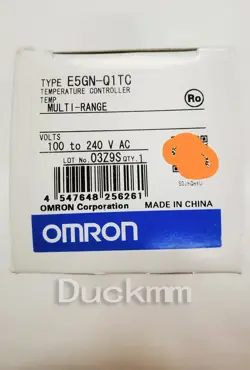 TYPE E5GN-Q1TC
TEMPERATURE CONTROLLER
TEMP
MULTI-RANGE
Ro
VOLTS
100 to 240 V AC
LOT No. 03Z9S QTY. 1
4 547648 256261
OMRON Corporation
MADE IN CHINA
OMRON
Duckmm